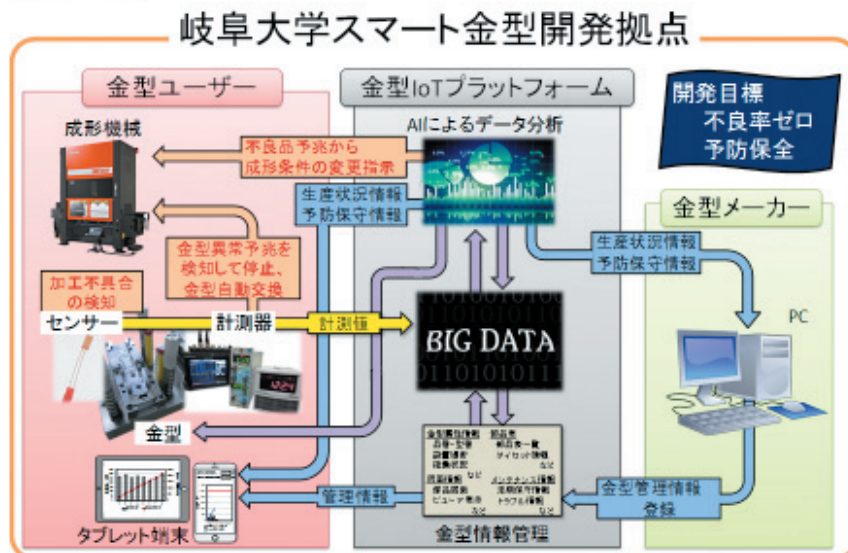 岐阜大学スマート金型開発拠点
金型ユーザー
金型IoTプラットフォーム
開発目標
不良率ゼロ
予防保全
成形機械
AIによるデータ分析
不良品予兆から
成形条件の変更指示
生産状況情報
予防保守情報
金型メーカー
金型異常予兆を
検知して停止、
金型自動交換
生産状況情報
予防保守情報
加工不具合
の検知
センサー
計測器
計測値
BIG DATA
PC
金型
管理情報
金型管理情報
登録
タブレット端末
金型情報管理